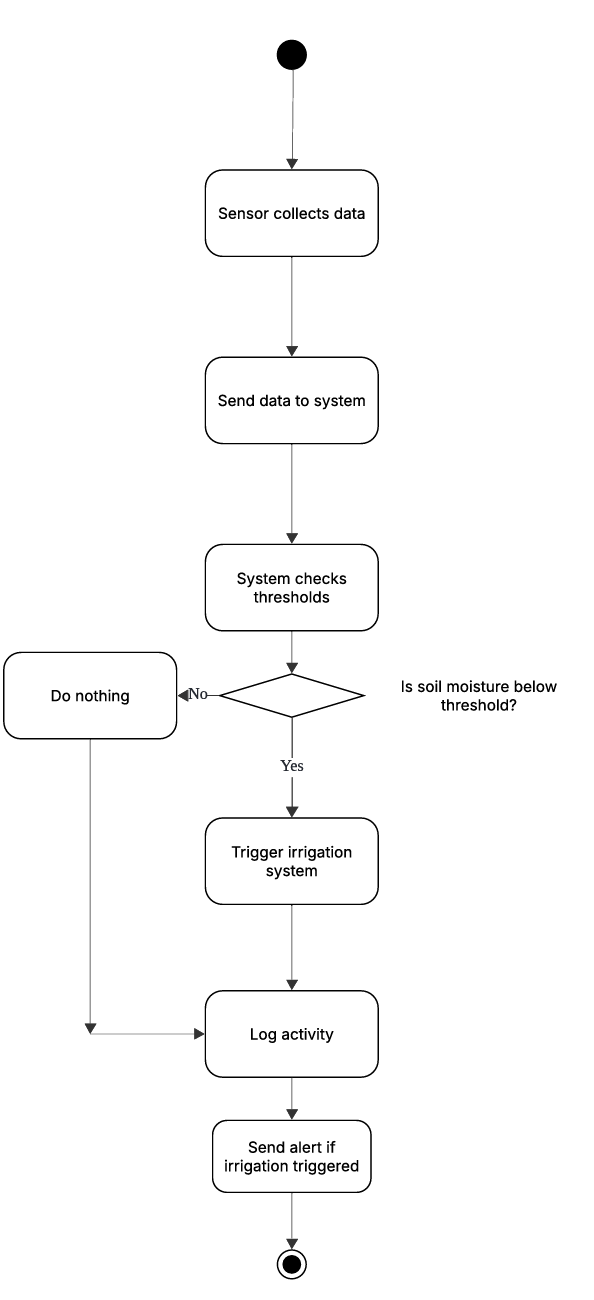 Sensor collects data
Send data to system
System checks
thresholds
Do nothing
No
Is soil moisture below
threshold?
Yes
Trigger irrigation
system
Log activity
Send alert if
irrigation triggered